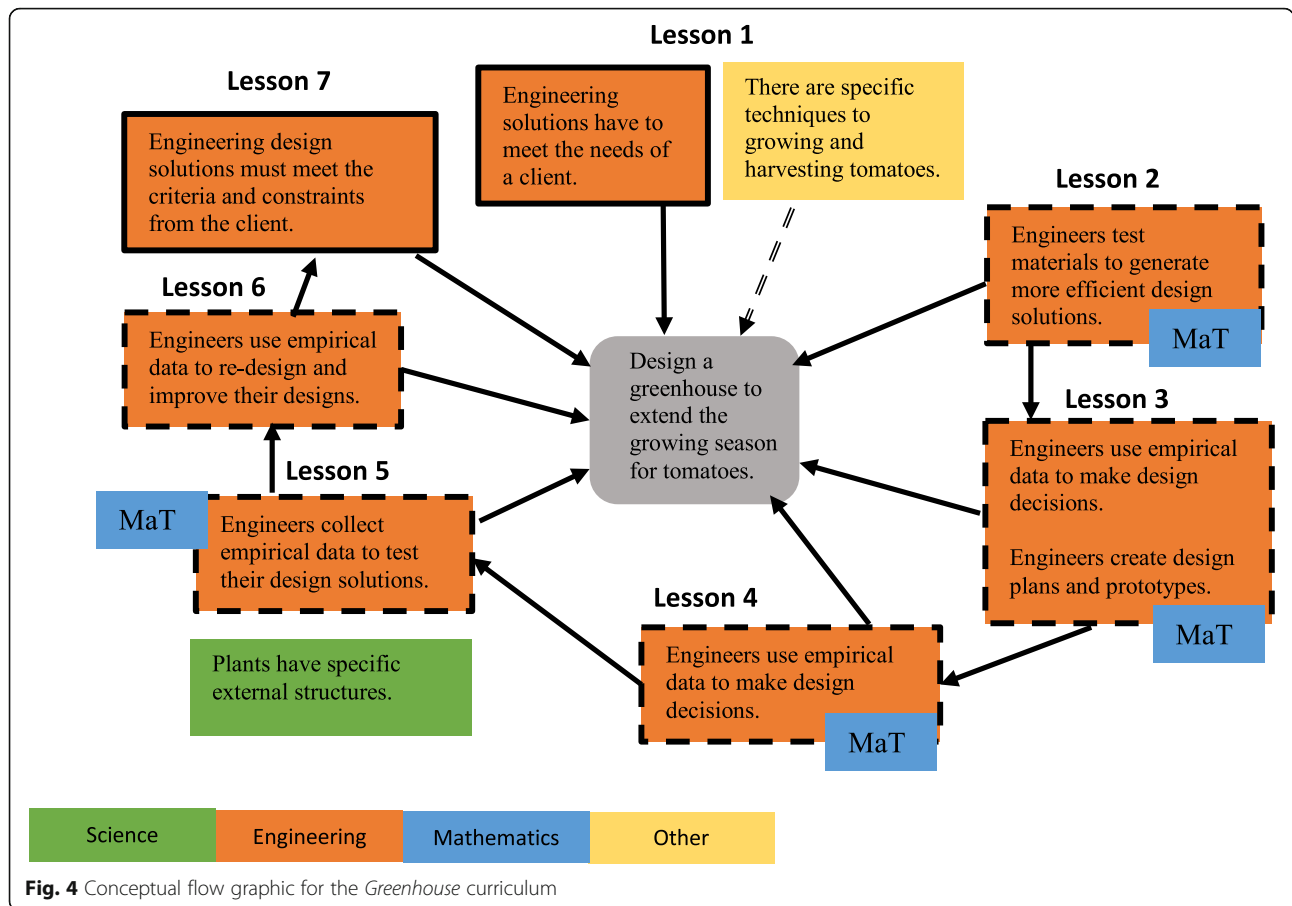 Lesson 1
Engineering
solutions have to
meet the needs of
a client.
There are specific
techniques to
growing and
harvesting tomatoes.
Lesson 2
Engineers test
materials to generate
more efficient design
solutions.
MaT
Lesson 3
Engineers use empirical
data to make design
decisions.
Engineers create design
plans and prototypes.
MaT
Lesson 4
Engineers use empirical
data to make design
decisions.
MaT
Lesson 5
MaT
Engineers collect
empirical data to test
their design solutions.
Plants have specific
external structures.
Lesson 6
Engineers use empirical
data to re-design and
improve their designs.
Lesson 7
Engineering design
solutions must meet the
criteria and constraints
from the client.
Design a
greenhouse to
extend the
growing season
for tomatoes.
Science
Engineering
Mathematics
Other
Fig. 4 Conceptual flow graphic for the Greenhouse curriculum